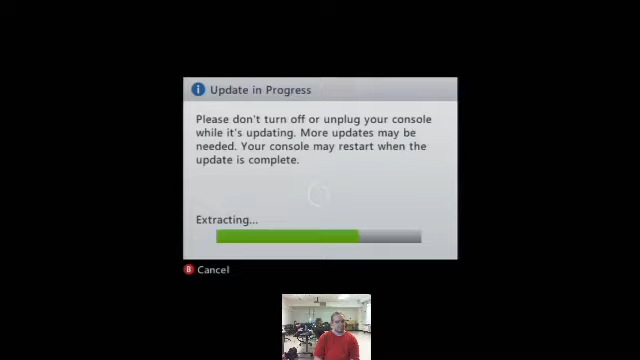 Update in Progress
Please don't turn off or unplug your console
while it's updating. More updates may be
needed. Your console may restart when the
update is complete.
Extracting...
B Cancel